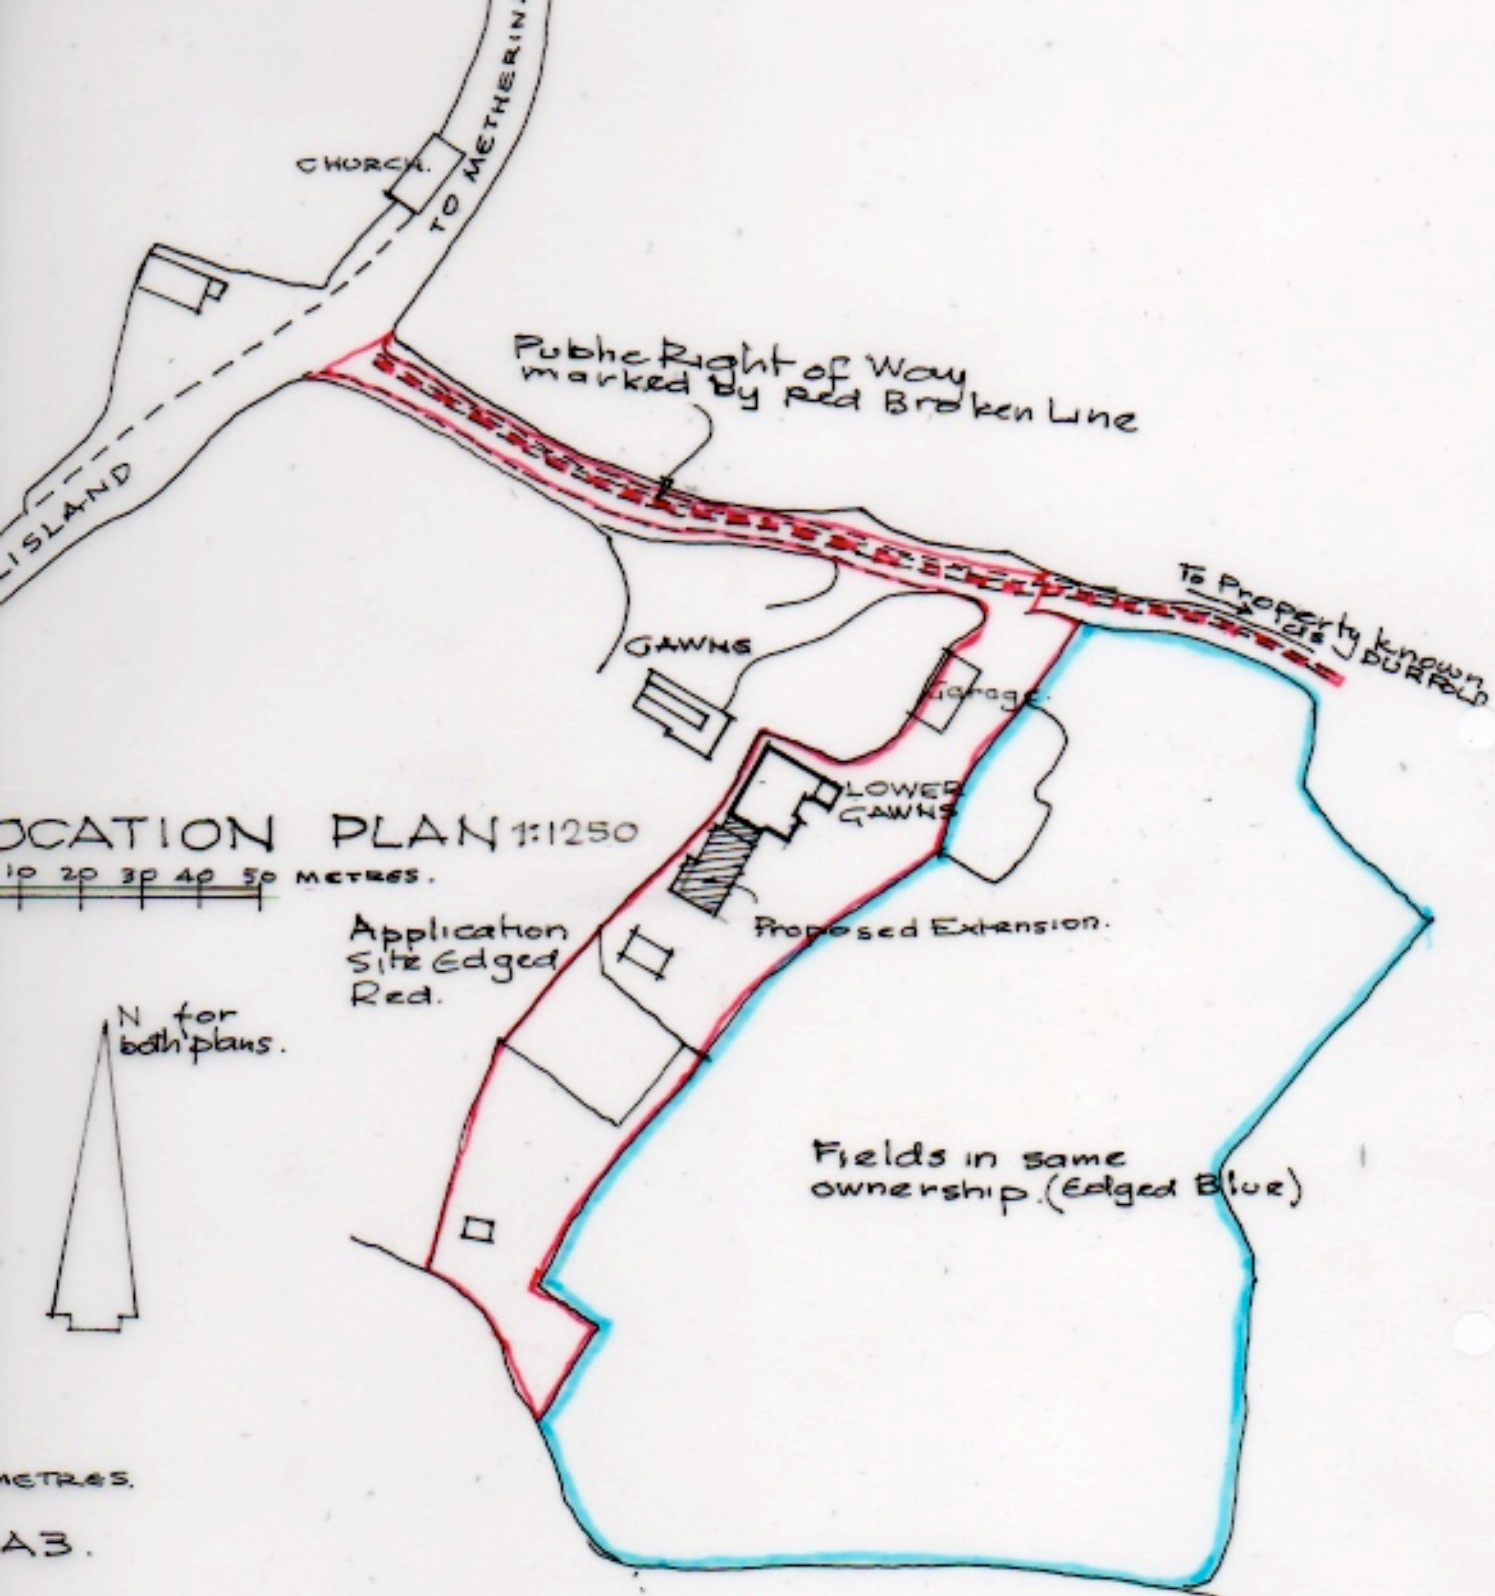 TO METHERIN
CHURCH.
Public Right of Way
marked by Red Broken Line
LISLAND
To Property known
as DURFOLD
GAWNS
Garage.
LOWER
GAWNS
OCATION PLAN 1:1250
10 20 30 40 50 METRES.
Application
Site Edged
Red.
Proposed Extension.
N for
both plans.
Fields in same
ownership. (Edged Blue)
METRES.
A3.